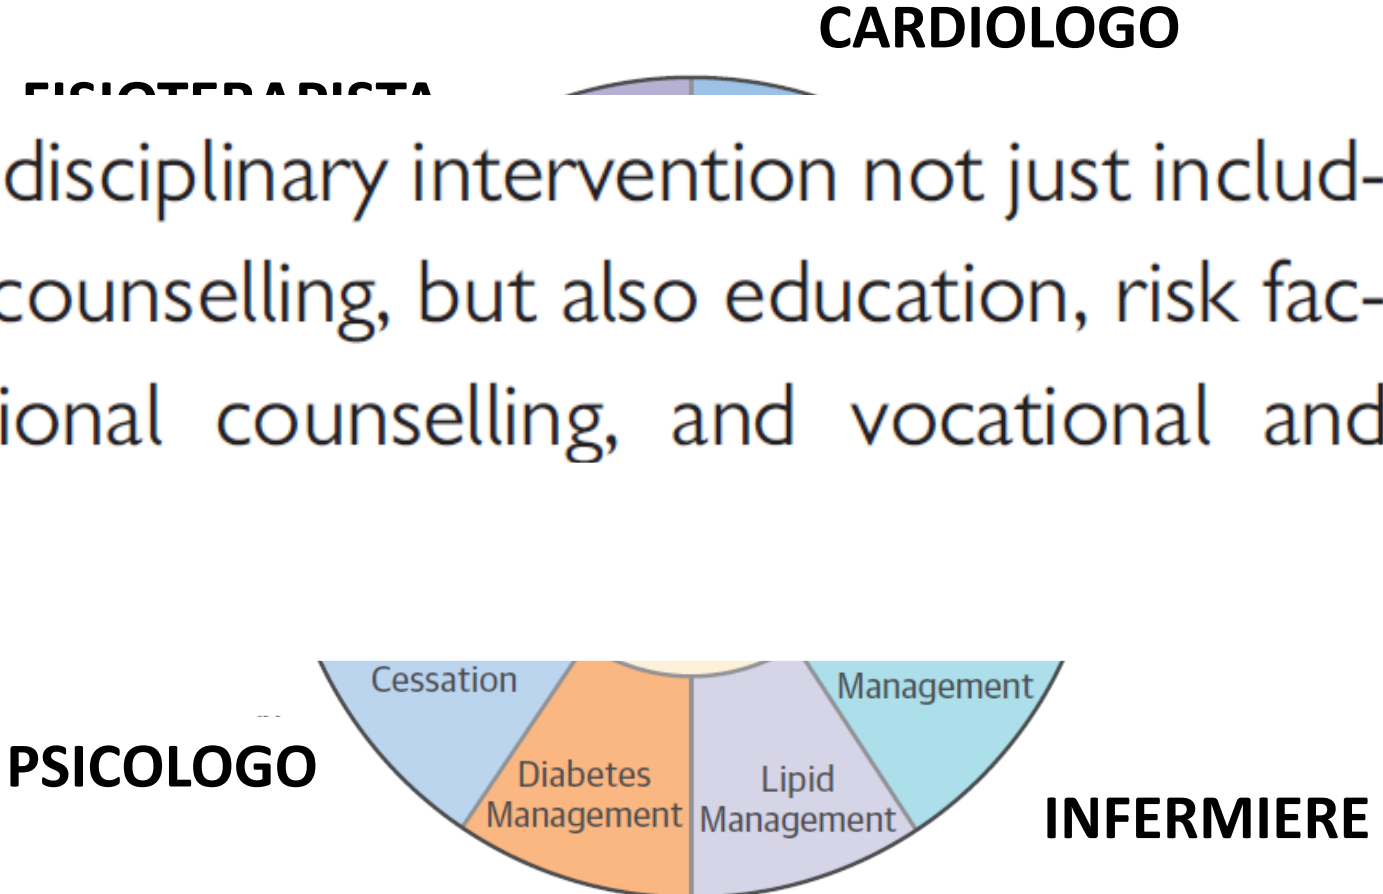 CARDIOLOGO
FISIOTERAPISTA
disciplinary intervention not just includ-
counselling, but also education, risk fac-
ional counselling, and vocational and
Cessation
Management
PSICOLOGO
Diabetes
Management
Lipid
Management
INFERMIERE